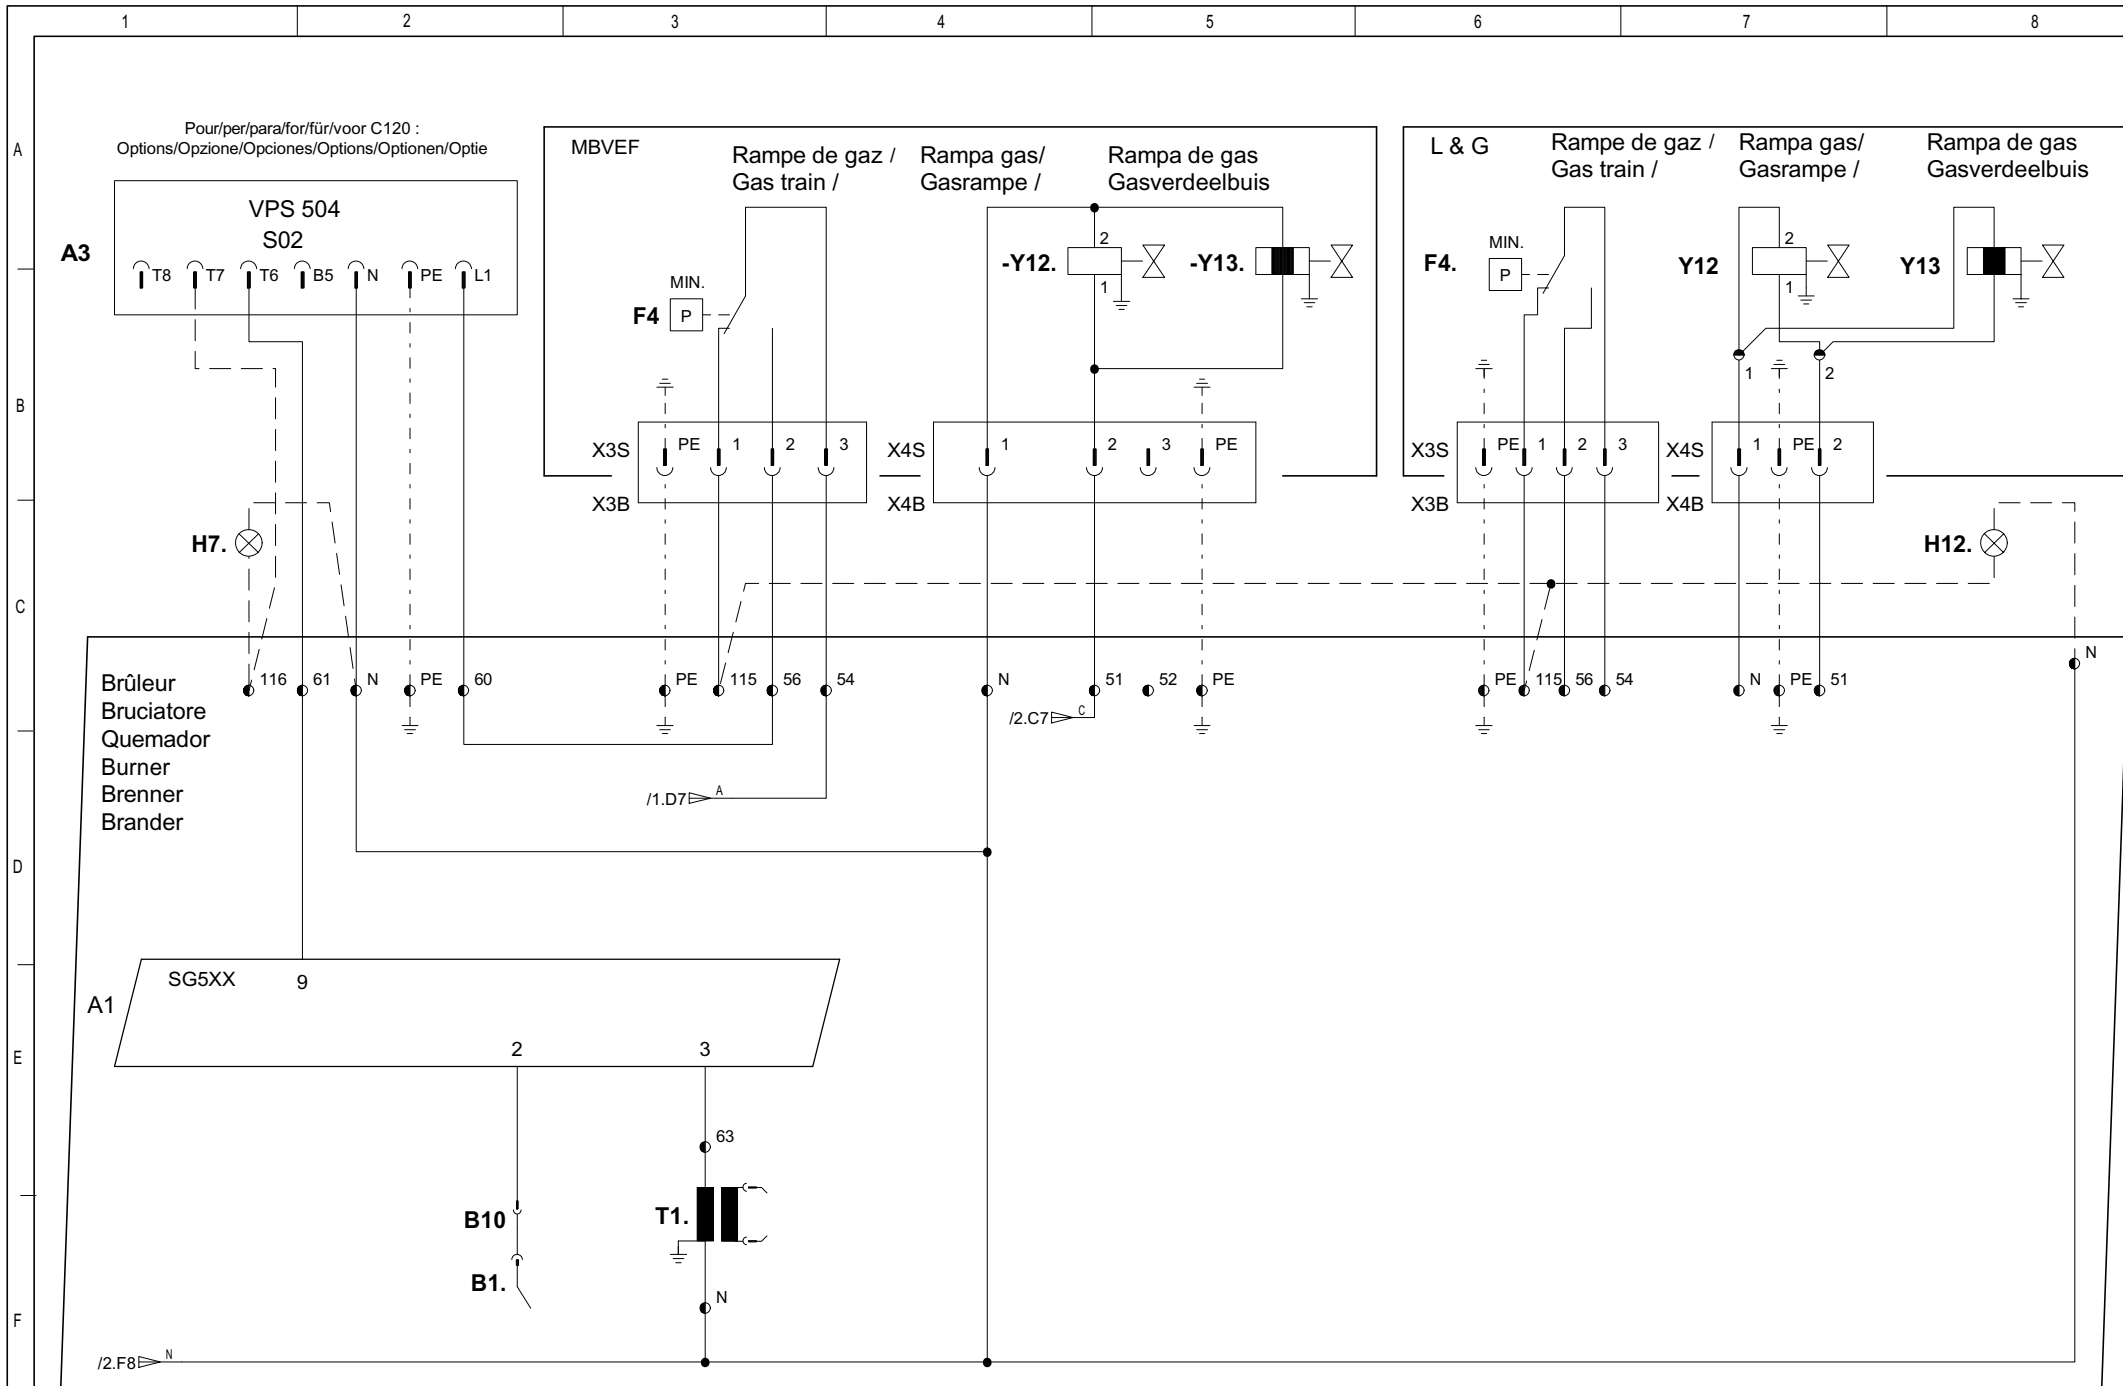 1 2 3 4 5 6 7 8
A
Pour/per/para/for/für/voor C120 :
Options/Opzione/Opciones/Options/Optionen/Optie
MBVEF
Rampe de gaz / Rampa gas/ Rampa de gas
Gas train / Gasrampe / Gasverdeelbuis
L & G
Rampe de gaz / Rampa gas/ Rampa de gas
Gas train / Gasrampe / Gasverdeelbuis
VPS 504
S02
A3
T8 T7 T6 B5 N PE L1
MIN.
F4 P
-Y12. 2 1
-Y13.
MIN.
F4. P
Y12 2 1
Y13
1 2
B
X3S PE 1 2 3
X4S 1 2 3 PE
X3S PE 1 2 3
X4S 1 PE 2
X3B X4B X3B X4B
H7.
H12.
C
116 61 N PE 60 PE 115 56 54 N 51 52 PE PE 115 56 54 N PE 51 N
Brûleur
Bruciatore
Quemador
Burner
Brenner
Brander
/2.C7 C
/1.D7 A
D
SG5XX 9
A1
E
2 3
63
B10
T1.
B1.
N
F
/2.F8 N